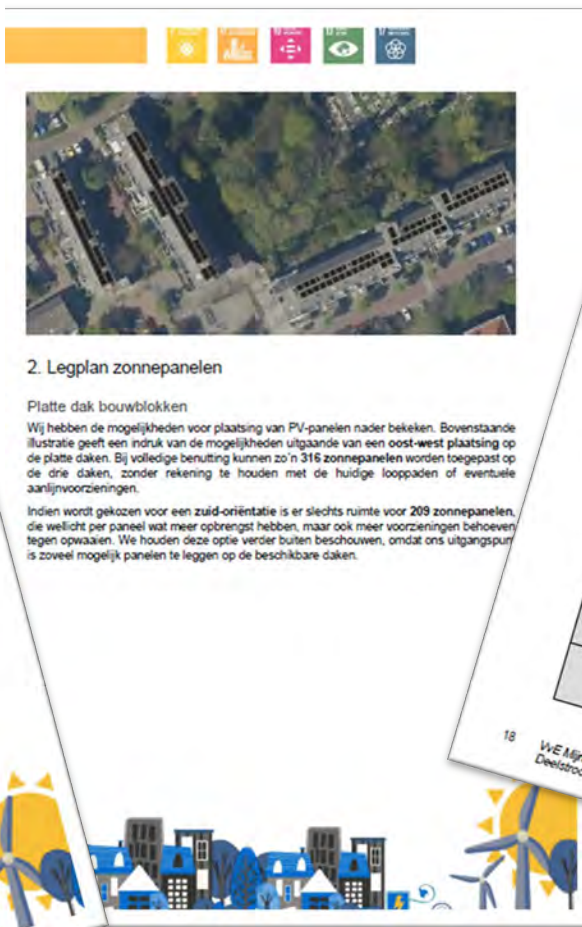 2. Legplan zonnepanelen
Platte dak bouwblokken
Wij hebben de mogelijkheden voor plaatsing van PV-panelen nader bekeken. Bovenstaande
illustratie geeft een indruk van de mogelijkheden uitgaande van een oost-west plaatsing op
de platte daken. Bij volledige benutting kunnen zo'n 316 zonnepanelen worden toegepast op
de drie daken, zonder rekening te houden met de huidige looppaden of eventuele
aanlijnvoorzieningen.
Indien wordt gekozen voor een zuid-oriëntatie is er slechts ruimte voor 209 zonnepanelen,
die wellicht per paneel wat meer opbrengst hebben, maar ook meer voorzieningen behoeven
tegen opwaaien. We houden deze optie verder buiten beschouwen, omdat ons uitgangspun
is zoveel mogelijk panelen te leggen op de beschikbare daken.
18 VvE Mijn
Deelstroo